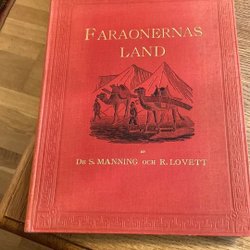 FARAONERNAS
LAND
AF
DR S. MANNING OCH R. LOVETT